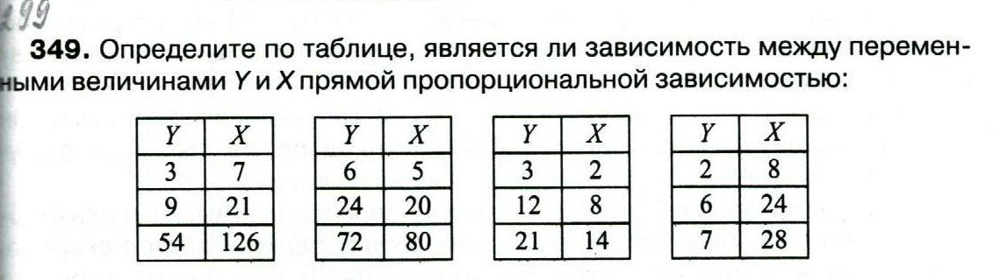 299
349. Определите по таблице, является ли зависимость между перемен-
ными величинами Y и X прямой пропорциональной зависимостью:
Y X Y X Y X Y X
3 7 6 5 3 2 2 8
9 21 24 20 12 8 6 24
54 126 72 80 21 14 7 28